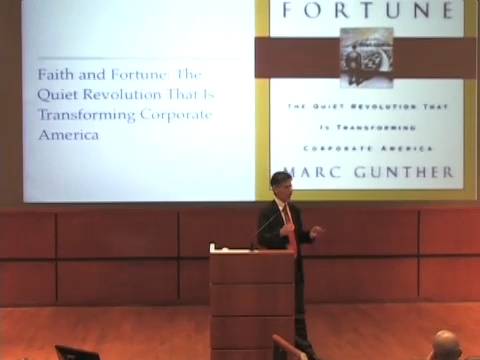 Faith and Fortune: The
Quiet Revolution That Is
Transforming Corporate
America
FORTUNE
THE QUIET REVOLUTION THAT
IS TRANSFORMING
CORPORATE AMERICA
MARC GUNTHER